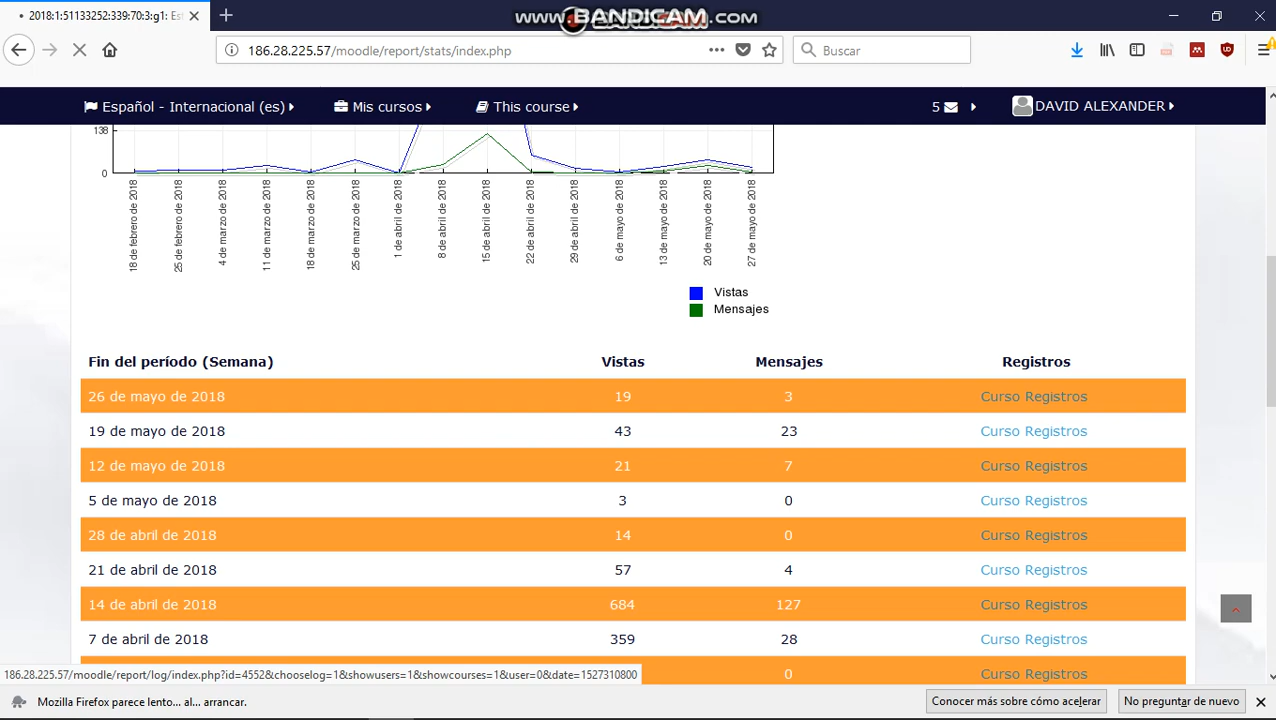 2018:1:51133252:339:70:3:g1: Es
www.BANDICAM.com
186.28.225.57/moodle/report/stats/index.php
Buscar
Español - Internacional (es)
Mis cursos
This course
5
DAVID ALEXANDER
138
0
18 de febrero de 2018
25 de febrero de 2018
4 de marzo de 2018
11 de marzo de 2018
18 de marzo de 2018
25 de marzo de 2018
1 de abril de 2018
8 de abril de 2018
15 de abril de 2018
22 de abril de 2018
29 de abril de 2018
6 de mayo de 2018
13 de mayo de 2018
20 de mayo de 2018
27 de mayo de 2018
Vistas
Mensajes
Fin del período (Semana) Vistas Mensajes Registros
26 de mayo de 2018 19 3 Curso Registros
19 de mayo de 2018 43 23 Curso Registros
12 de mayo de 2018 21 7 Curso Registros
5 de mayo de 2018 3 0 Curso Registros
28 de abril de 2018 14 0 Curso Registros
21 de abril de 2018 57 4 Curso Registros
14 de abril de 2018 684 127 Curso Registros
7 de abril de 2018 359 28 Curso Registros
0 Curso Registros
186.28.225.57/moodle/report/log/index.php?id=4552&chooselog=1&showusers=1&showcourses=1&user=0&date=1527310800
Mozilla Firefox parece lento... al... arrancar.
Conocer más sobre cómo acelerar
No preguntar de nuevo